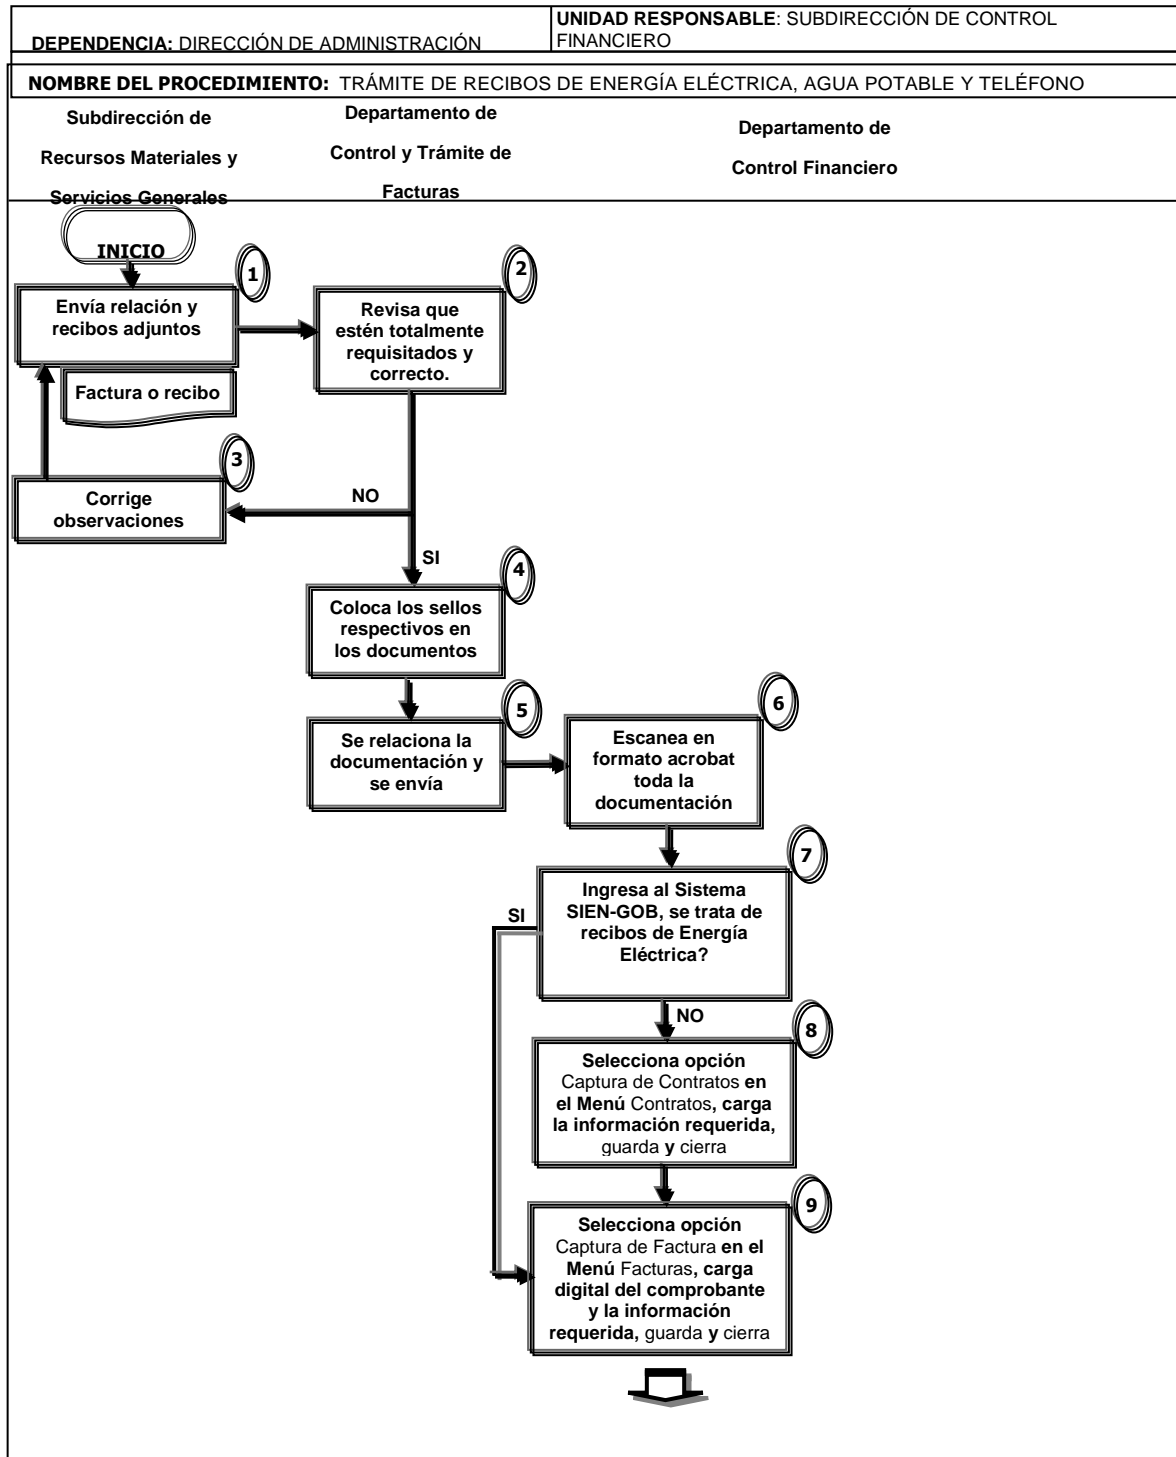 DEPENDENCIA: DIRECCIÓN DE ADMINISTRACIÓN
UNIDAD RESPONSABLE: SUBDIRECCIÓN DE CONTROL
FINANCIERO
NOMBRE DEL PROCEDIMIENTO: TRÁMITE DE RECIBOS DE ENERGÍA ELÉCTRICA, AGUA POTABLE Y TELÉFONO
Subdirección de
Recursos Materiales y
Servicios Generales
Departamento de
Control y Trámite de
Facturas
Departamento de
Control Financiero
INICIO
1
Envía relación y
recibos adjuntos
Factura o recibo
2
Revisa que
estén totalmente
requisitados y
correcto.
3
Corrige
observaciones
NO
SI
4
Coloca los sellos
respectivos en
los documentos
5
Se relaciona la
documentación y
se envía
6
Escanea en
formato acrobat
toda la
documentación
7
Ingresa al Sistema
SIEN-GOB, se trata de
recibos de Energía
Eléctrica?
SI
NO
8
Selecciona opción
Captura de Contratos en
el Menú Contratos, carga
la información requerida,
guarda y cierra
9
Selecciona opción
Captura de Factura en el
Menú Facturas, carga
digital del comprobante
y la información
requerida, guarda y cierra